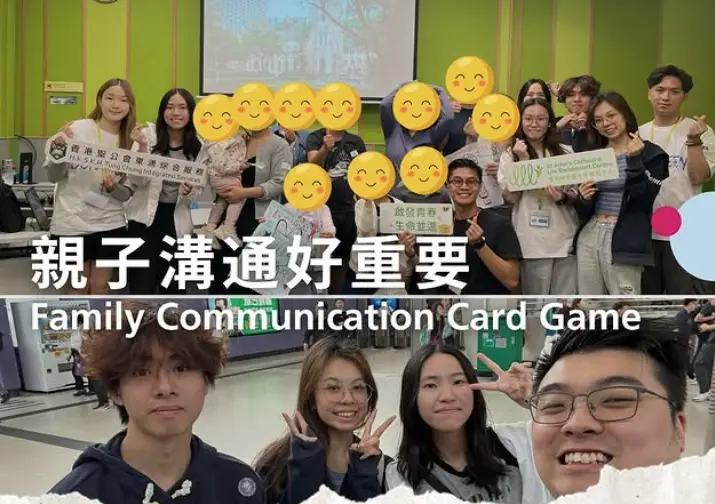 香港聖公會東涌綜合服務
H.K.S.K.H. Tung Chung Integrated Services
St John's Cathedral
Life Enrichment Centre
啟發青春
生命並進
親子溝通好重要
Family Communication Card Game